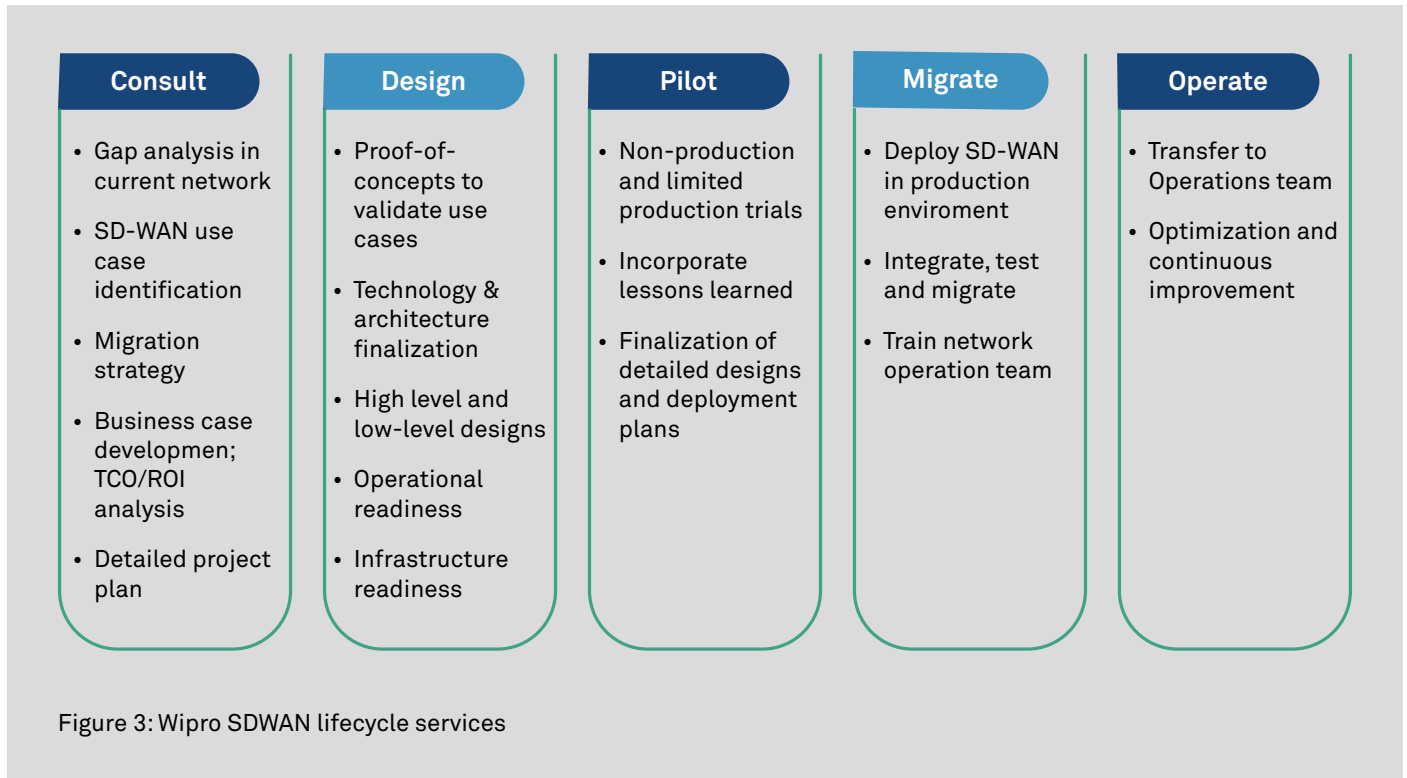 Consult
• Gap analysis in
current network
• SD-WAN use
case
identification
• Migration
strategy
• Business case
developmen;
TCO/ROI
analysis
• Detailed project
plan
Design
• Proof-of-
concepts to
validate use
cases
• Technology &
architecture
finalization
• High level and
low-level designs
• Operational
readiness
• Infrastructure
readiness
Pilot
• Non-production
and limited
production trials
• Incorporate
lessons learned
• Finalization of
detailed designs
and deployment
plans
Migrate
• Deploy SD-WAN
in production
enviroment
• Integrate, test
and migrate
• Train network
operation team
Operate
• Transfer to
Operations team
• Optimization and
continuous
improvement
Figure 3: Wipro SDWAN lifecycle services